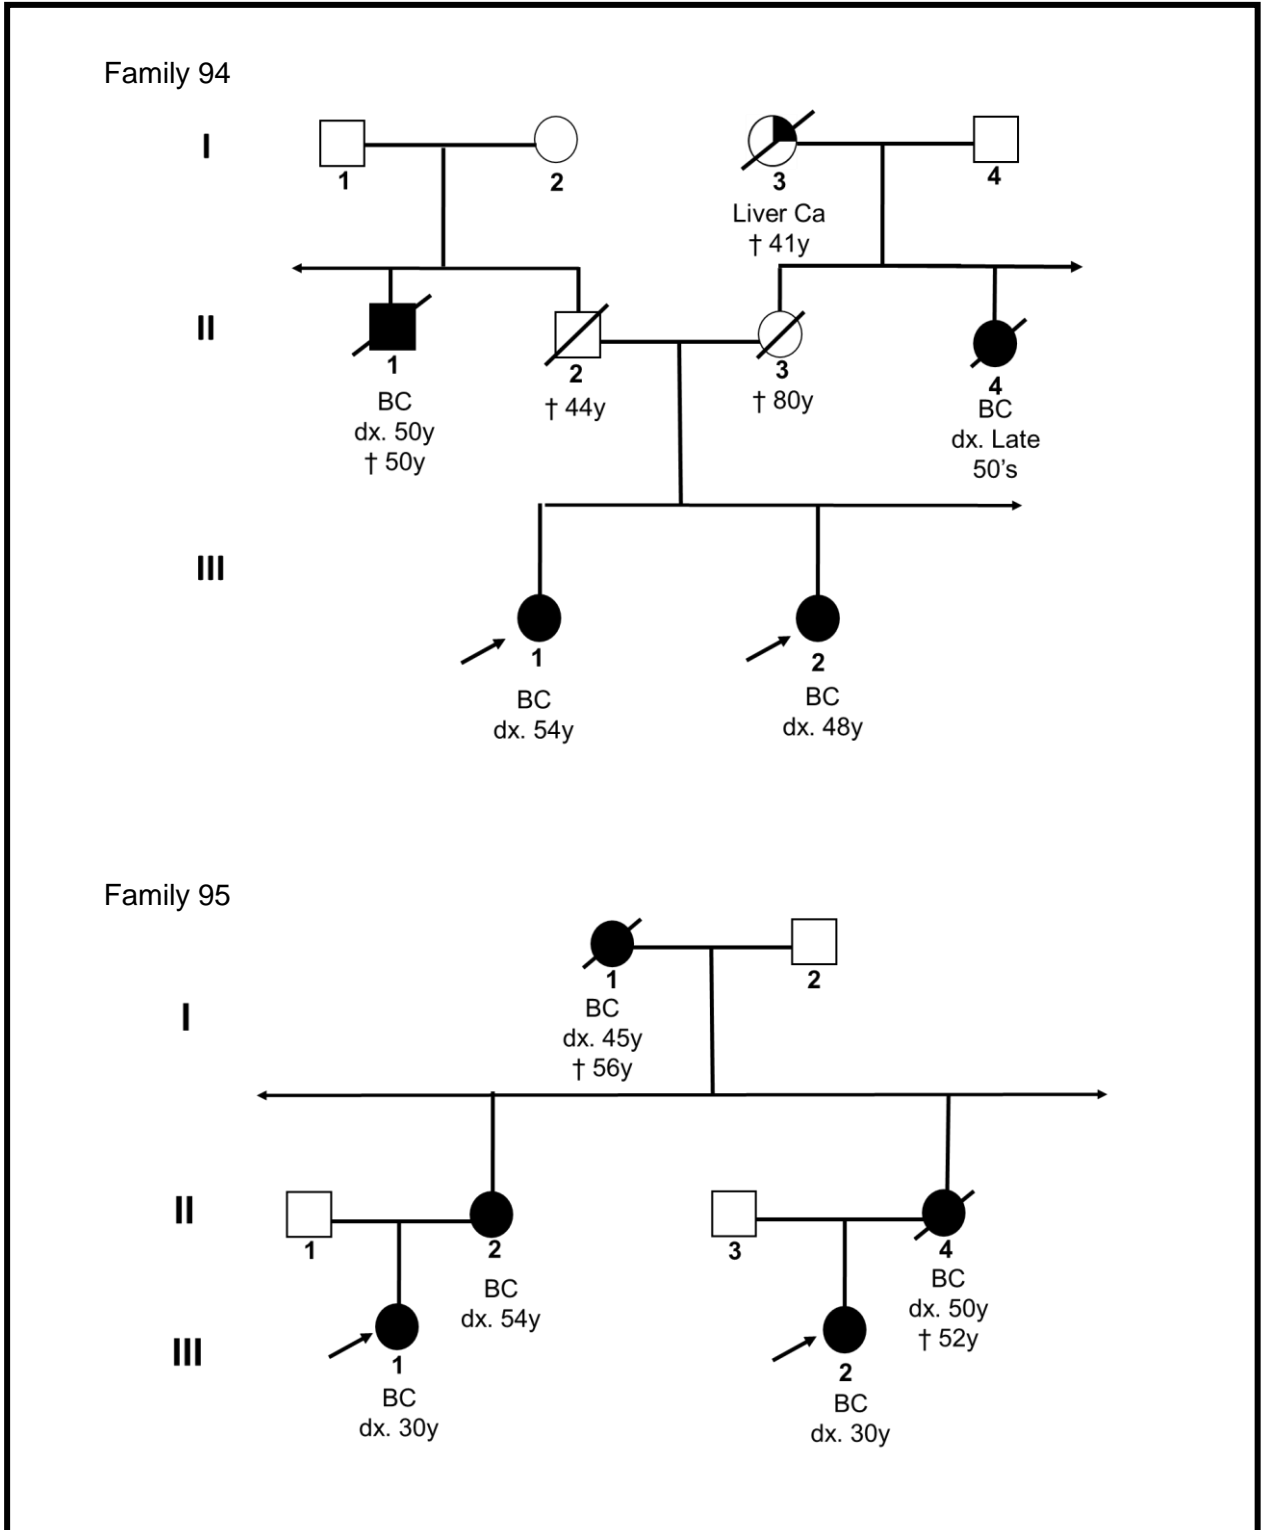 Family 94
I
1
2
3
4
Liver Ca
† 41y
II
1
2
3
4
BC
dx. 50y
† 50y
† 44y
† 80y
BC
dx. Late
50’s
III
1
2
BC
dx. 54y
BC
dx. 48y
Family 95
I
1
2
BC
dx. 45y
† 56y
II
1
2
3
4
BC
dx. 54y
BC
dx. 50y
† 52y
III
1
2
BC
dx. 30y
BC
dx. 30y